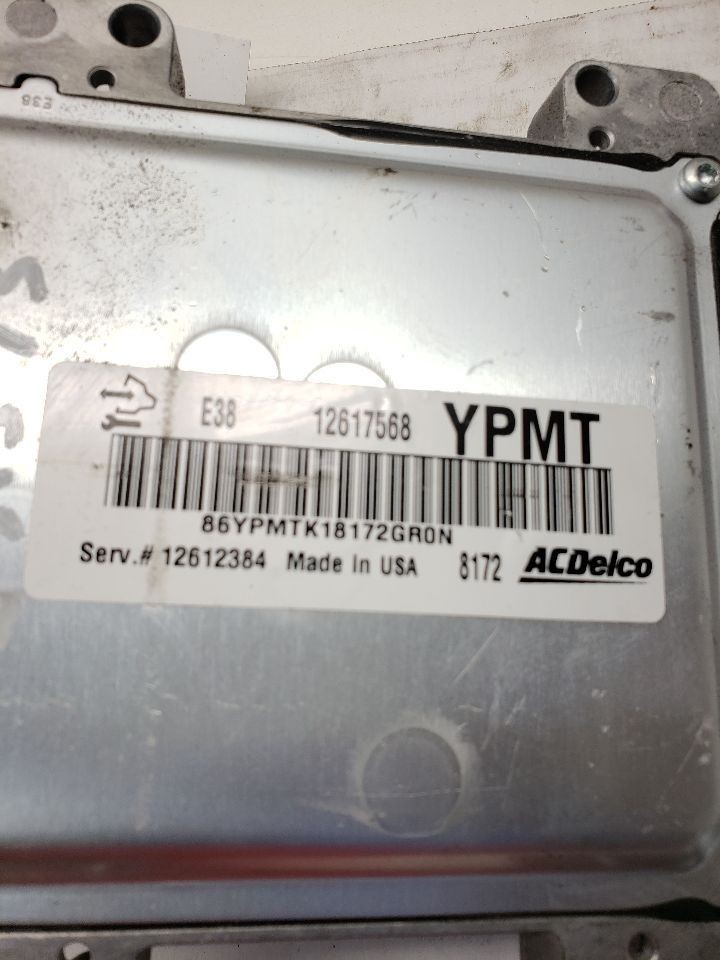 E38
E38 12617568 YPMT
86YPMTK18172GR0N
Serv.# 12612384 Made In USA 8172 ACDelco